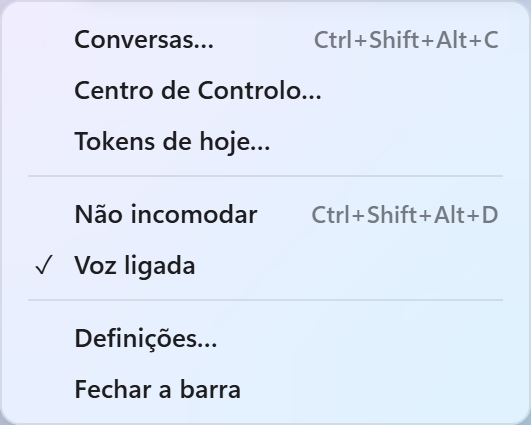 Conversas... Ctrl+Shift+Alt+C
Centro de Controlo...
Tokens de hoje...
Não incomodar Ctrl+Shift+Alt+D
✓ Voz ligada
Definições...
Fechar a barra